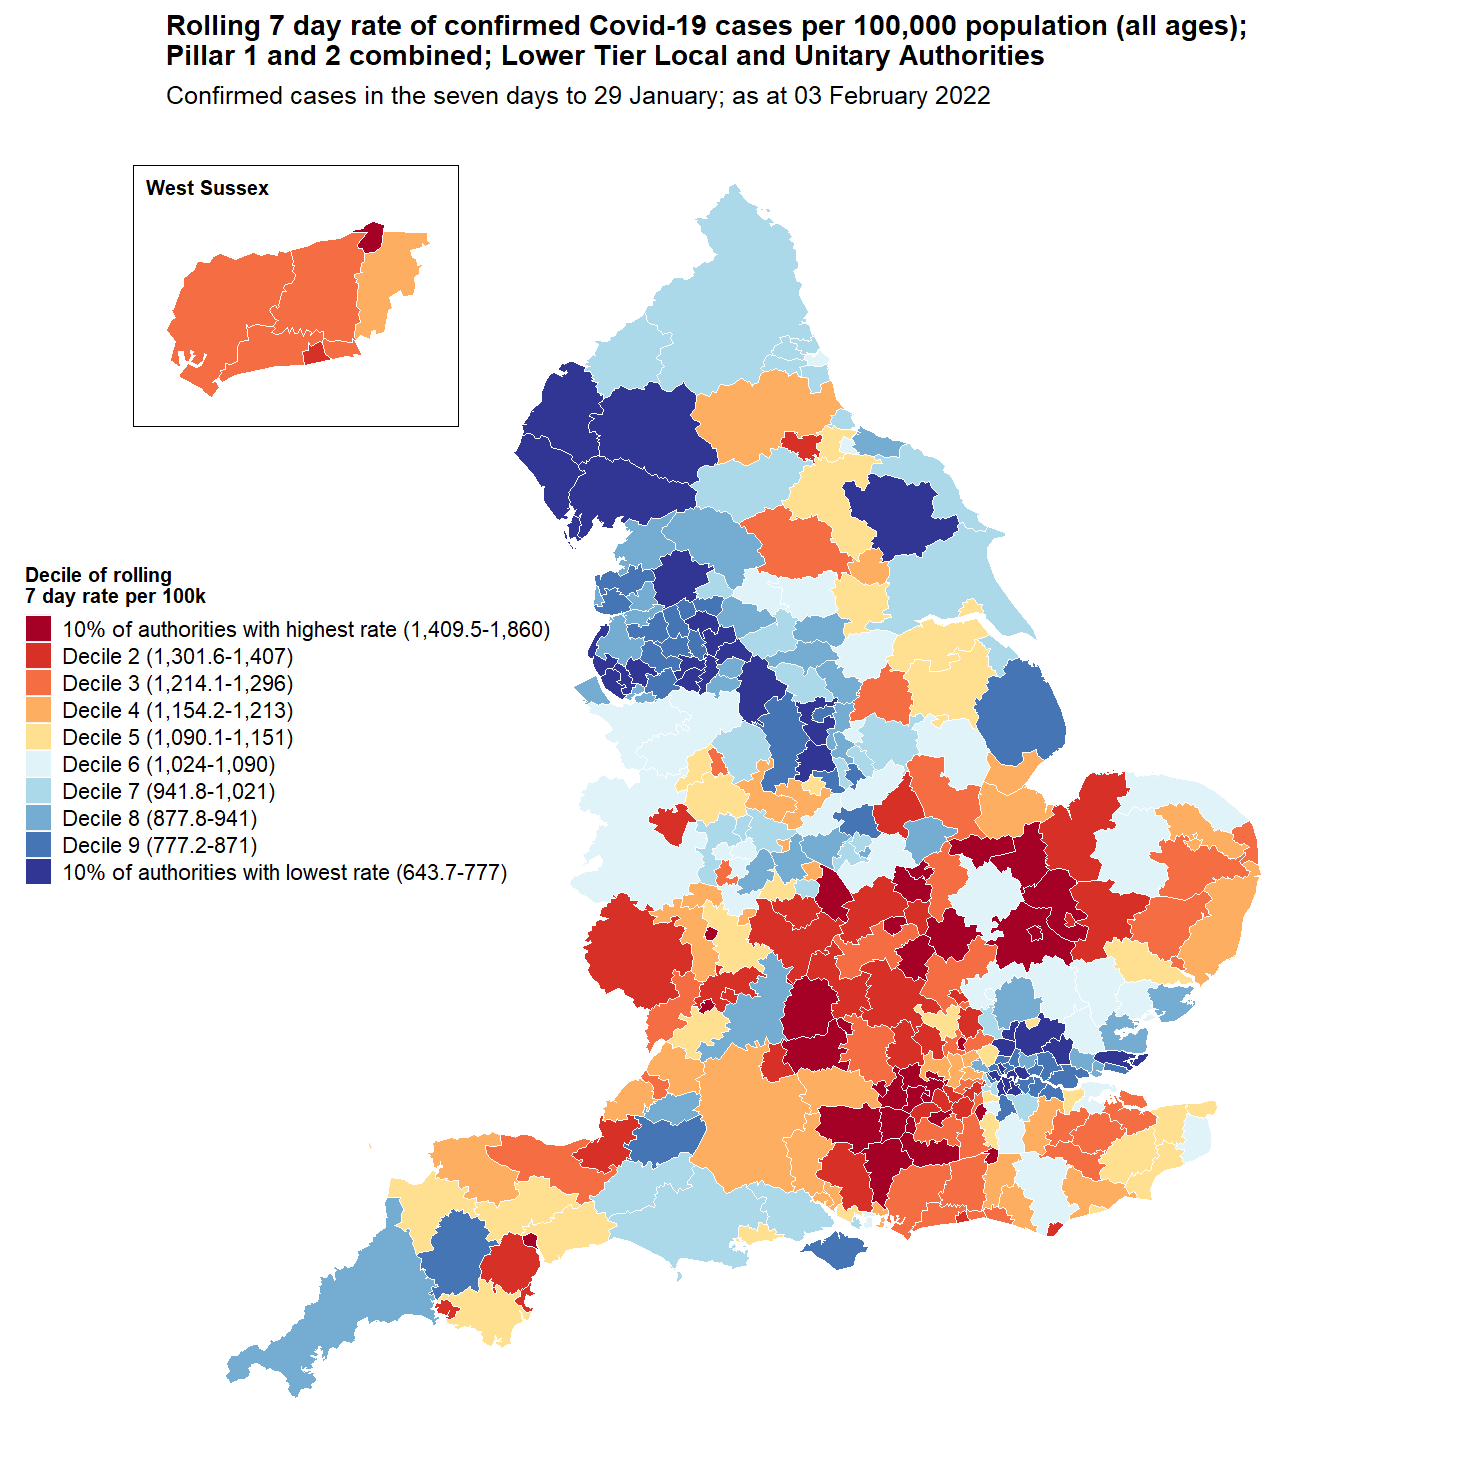 Rolling 7 day rate of confirmed Covid-19 cases per 100,000 population (all ages);
Pillar 1 and 2 combined; Lower Tier Local and Unitary Authorities
Confirmed cases in the seven days to 29 January; as at 03 February 2022
West Sussex
Decile of rolling
7 day rate per 100k
10% of authorities with highest rate (1,409.5-1,860)
Decile 2 (1,301.6-1,407)
Decile 3 (1,214.1-1,296)
Decile 4 (1,154.2-1,213)
Decile 5 (1,090.1-1,151)
Decile 6 (1,024-1,090)
Decile 7 (941.8-1,021)
Decile 8 (877.8-941)
Decile 9 (777.2-871)
10% of authorities with lowest rate (643.7-777)